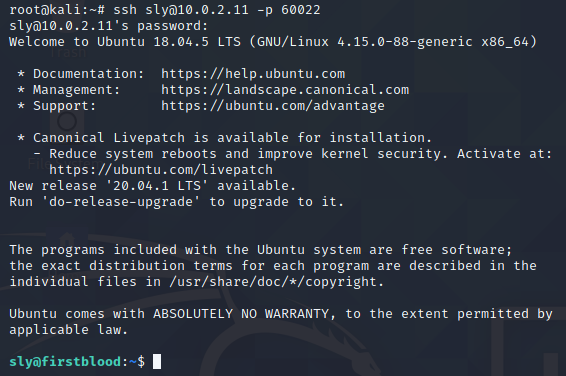 root@kali:~# ssh sly@10.0.2.11 -p 60022
sly@10.0.2.11's password:
Welcome to Ubuntu 18.04.5 LTS (GNU/Linux 4.15.0-88-generic x86_64)
* Documentation: https://help.ubuntu.com
* Management: https://landscape.canonical.com
* Support: https://ubuntu.com/advantage
* Canonical Livepatch is available for installation.
- Reduce system reboots and improve kernel security. Activate at:
https://ubuntu.com/livepatch
New release '20.04.1 LTS' available.
Run 'do-release-upgrade' to upgrade to it.
The programs included with the Ubuntu system are free software;
the exact distribution terms for each program are described in the
individual files in /usr/share/doc/*/copyright.
Ubuntu comes with ABSOLUTELY NO WARRANTY, to the extent permitted by
applicable law.
sly@firstblood:~$